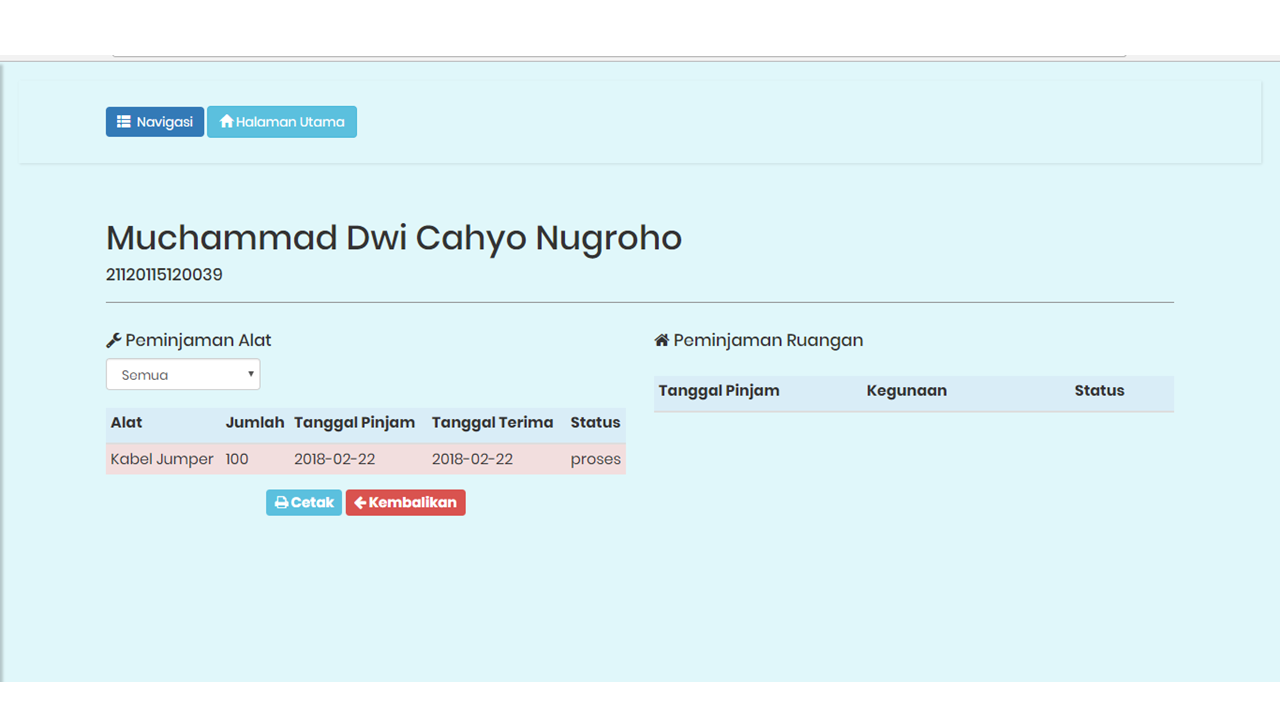 Navigasi Halaman Utama
Muchammad Dwi Cahyo Nugroho
21120115120039
Peminjaman Alat
Semua
Alat Jumlah Tanggal Pinjam Tanggal Terima Status
Kabel Jumper 100 2018-02-22 2018-02-22 proses
Cetak Kembalikan
Peminjaman Ruangan
Tanggal Pinjam Kegunaan Status